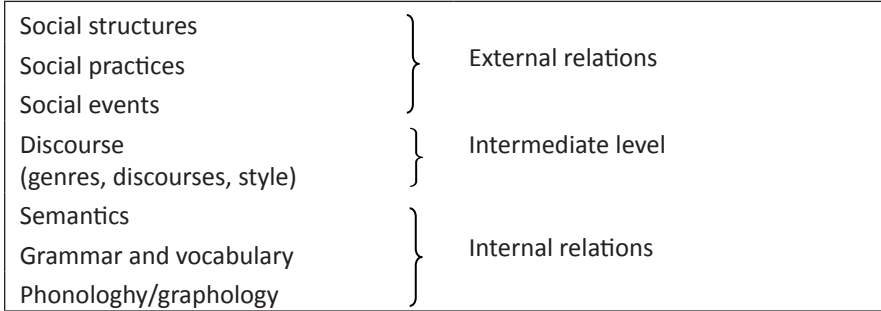 Social structures
Social practices
External relations
Social events
Discourse
Intermediate level
(genres, discourses, style)
Semantics
Grammar and vocabulary
Internal relations
Phonologhy/graphology